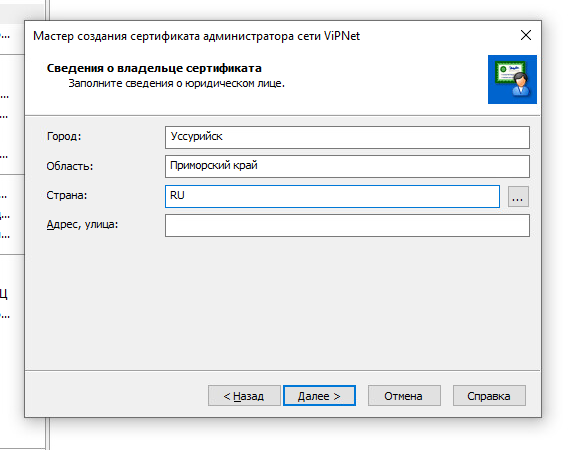 Мастер создания сертификата администратора сети ViPNet
Сведения о владельце сертификата
Заполните сведения о юридическом лице.
Город: Уссурийск
Область: Приморский край
Страна: RU ...
Адрес, улица:
< Назад Далее > Отмена Справка